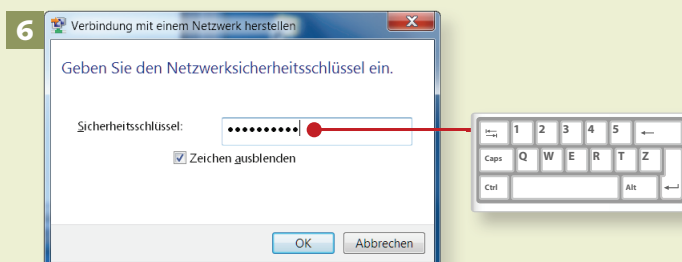 6
Verbindung mit einem Netzwerk herstellen
Geben Sie den Netzwerksicherheitsschlüssel ein.
Sicherheitsschlüssel: ●●●●●●●●●●
Zeichen ausblenden
OK Abbrechen
1 2 3 4 5
Caps Q W E R T Z
Ctrl Alt